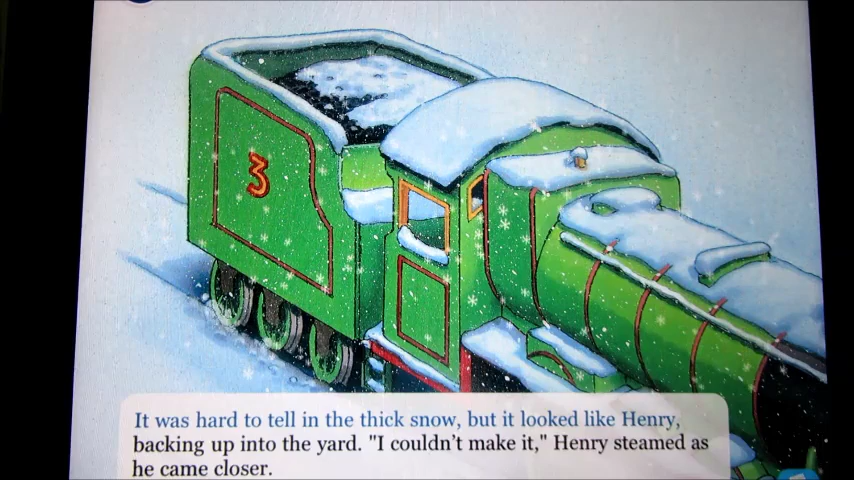 3
It was hard to tell in the thick snow, but it looked like Henry,
backing up into the yard. "I couldn't make it," Henry steamed as
he came closer.